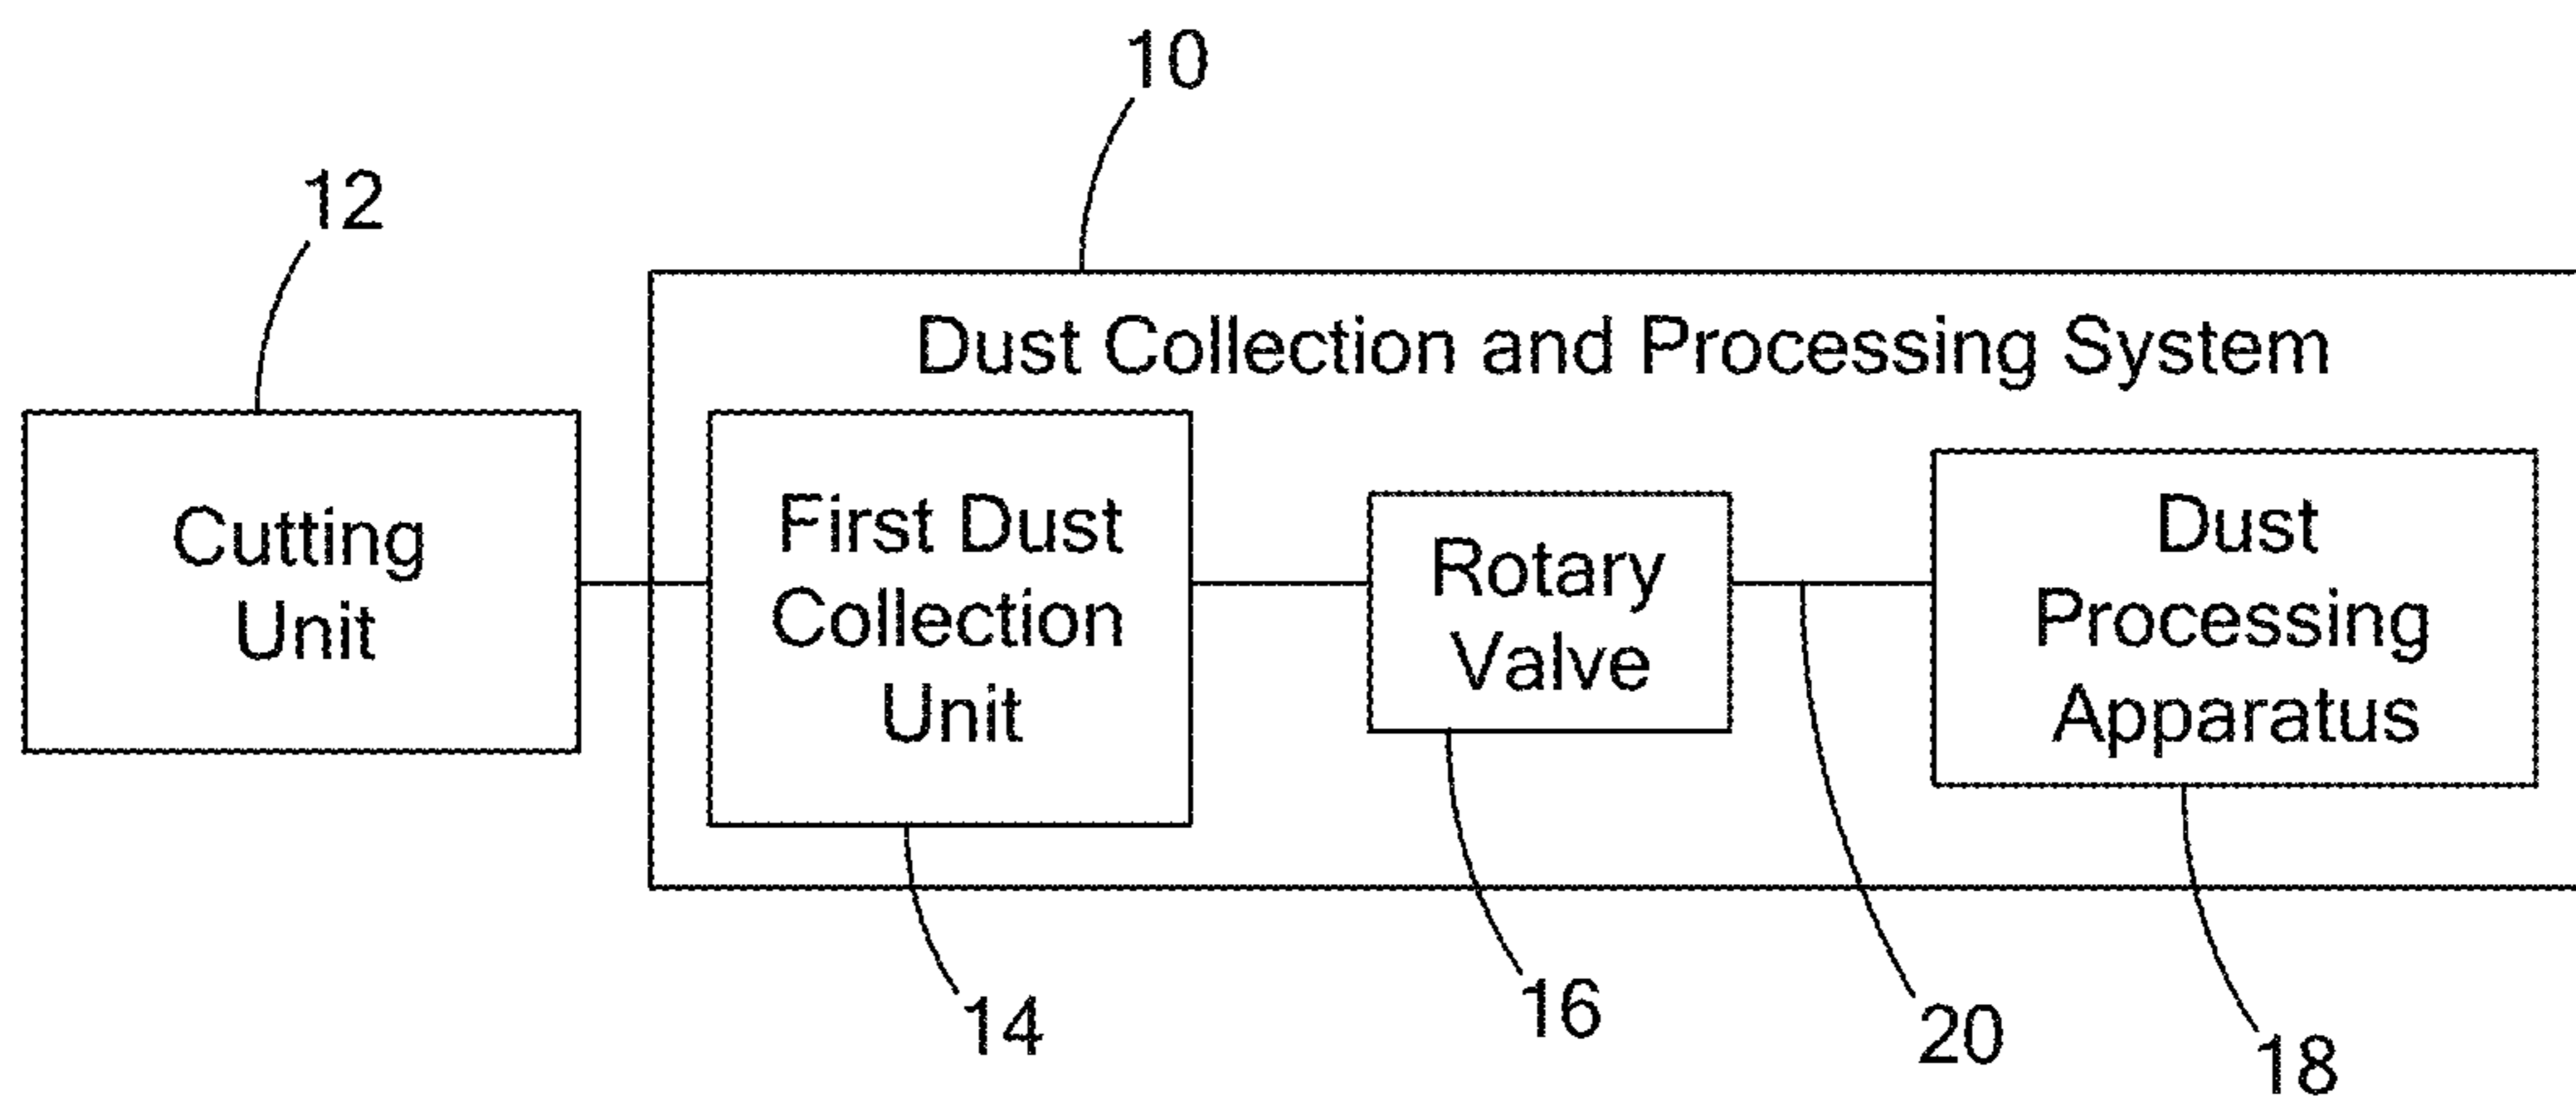 10
12
Dust Collection and Processing System
Cutting
Unit
First Dust
Collection
Unit
Rotary
Valve
Dust
Processing
Apparatus
14
16
20
18